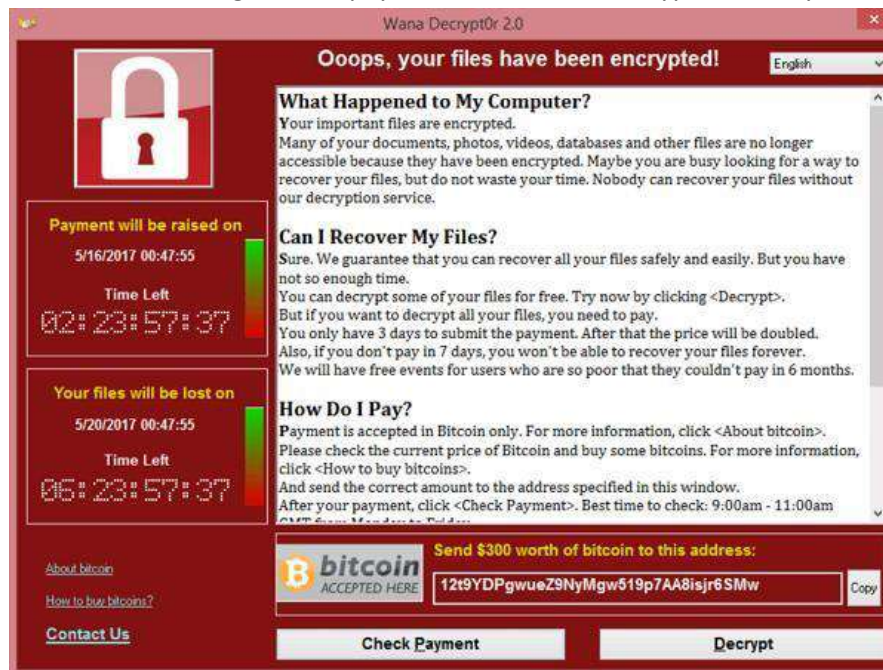 Wana Decrypt0r 2.0
Ooops, your files have been encrypted!
English
What Happened to My Computer?
Your important files are encrypted.
Many of your documents, photos, videos, databases and other files are no longer
accessible because they have been encrypted. Maybe you are busy looking for a way to
recover your files, but do not waste your time. Nobody can recover your files without
our decryption service.
Can I Recover My Files?
Sure. We guarantee that you can recover all your files safely and easily. But you have
not so enough time.
You can decrypt some of your files for free. Try now by clicking <Decrypt>.
But if you want to decrypt all your files, you need to pay.
You only have 3 days to submit the payment. After that the price will be doubled.
Also, if you don't pay in 7 days, you won't be able to recover your files forever.
We will have free events for users who are so poor that they couldn't pay in 6 months.
How Do I Pay?
Payment is accepted in Bitcoin only. For more information, click <About bitcoin>.
Please check the current price of Bitcoin and buy some bitcoins. For more information,
click <How to buy bitcoins>.
And send the correct amount to the address specified in this window.
After your payment, click <Check Payment>. Best time to check: 9:00am - 11:00am
GMT from Monday to Friday.
Payment will be raised on
5/16/2017 00:47:55
Time Left
02:23:57:37
Your files will be lost on
5/20/2017 00:47:55
Time Left
06:23:57:37
About bitcoin
How to buy bitcoins?
Contact Us
bitcoin
ACCEPTED HERE
Send $300 worth of bitcoin to this address:
12t9YDPgwueZ9NyMgw519p7AA8isjr6SMw
Copy
Check Payment
Decrypt